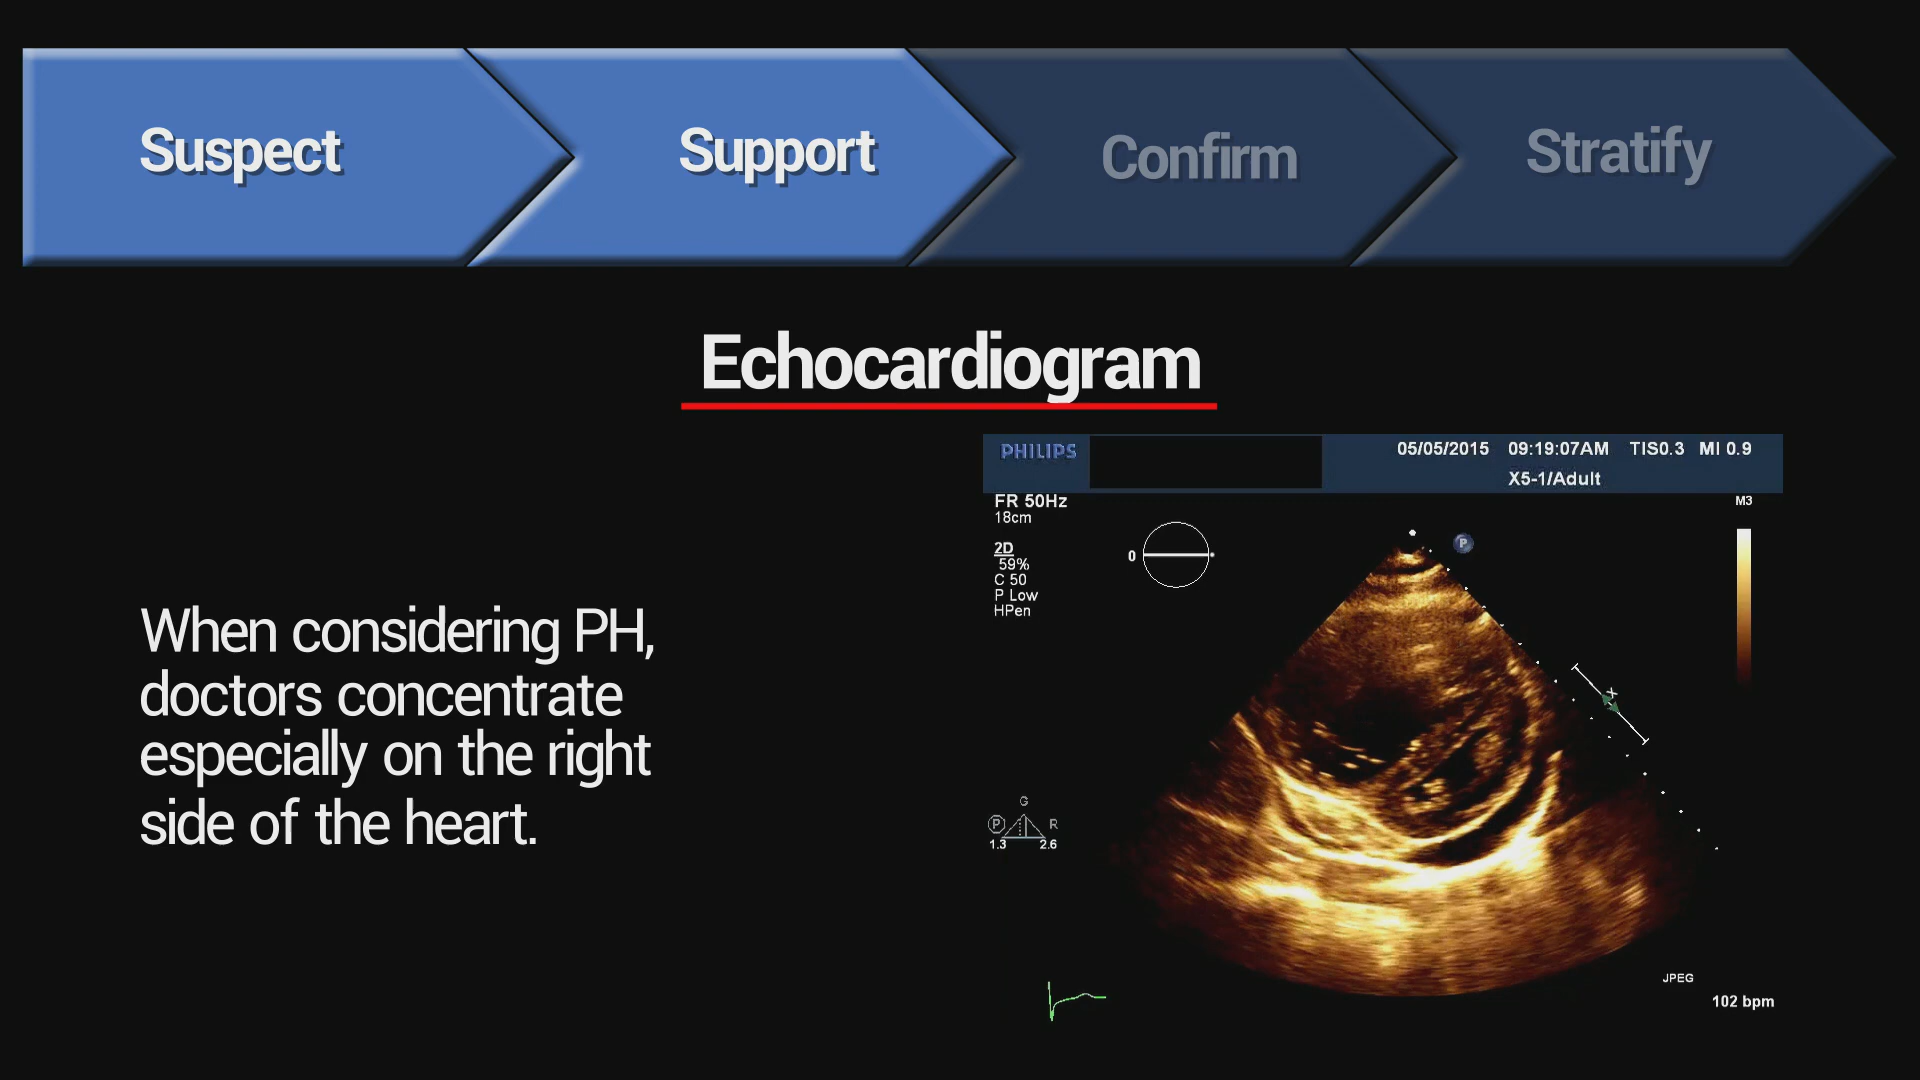 Suspect
Support
Confirm
Stratify
Echocardiogram
When considering PH,
doctors concentrate
especially on the right
side of the heart.
PHILIPS
05/05/2015 09:19:07AM TIS0.3 MI 0.9
X5-1/Adult
FR 50Hz
18cm
2D
59%
C 50
P Low
HPen
0
P
M3
X
G
P R
1.3 2.6
JPEG
102 bpm